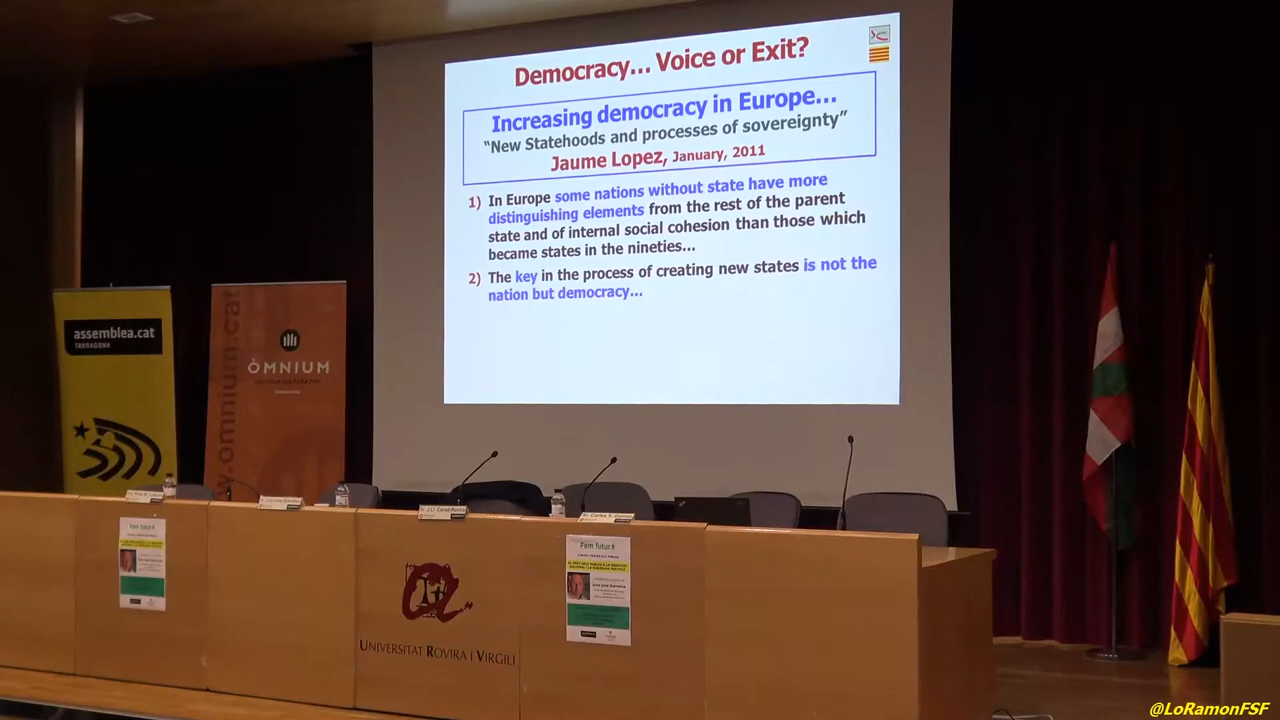 Democracy... Voice or Exit?
Increasing democracy in Europe...
“New Statehoods and processes of sovereignty”
Jaume Lopez, January, 2011
1) In Europe some nations without state have more
distinguishing elements from the rest of the parent
state and of internal social cohesion than those which
became states in the nineties...
2) The key in the process of creating new states is not the
nation but democracy...
assemblea.cat
TARRAGONA
w.omnium.cat
ÒMNIUM
Fem futur
Fem futur
UNIVERSITAT ROVIRA I VIRGILI
@LoRamonFSF